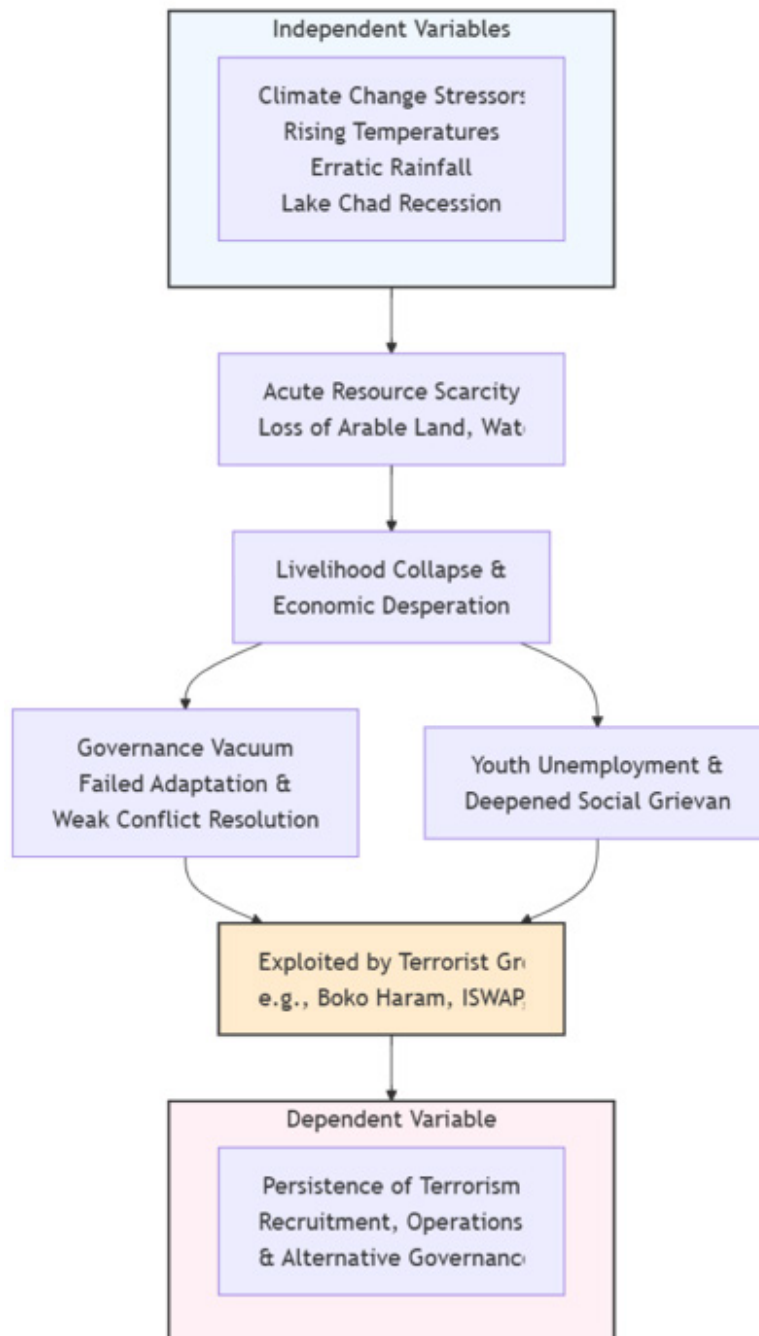 Independent Variables
Climate Change Stressors
Rising Temperatures
Erratic Rainfall
Lake Chad Recession
Acute Resource Scarcity
Loss of Arable Land,
Livelihood Collapse &
Economic Desperation
Governance Vacuum
Failed Adaptation &
Weak Conflict Resolution
Youth Unemployment &
Deepened Social
Exploited by Terrorist
e.g., Boko Haram, ISWAP,
Dependent Variable
Persistence of Terrorism
Recruitment, Operations
& Alternative Governance